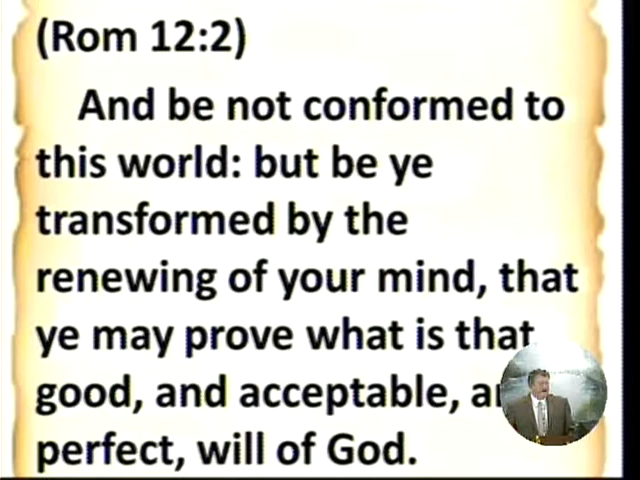 (Rom 12:2)
And be not conformed to
this world: but be ye
transformed by the
renewing of your mind, that
ye may prove what is that
good, and acceptable,
perfect, will of God.